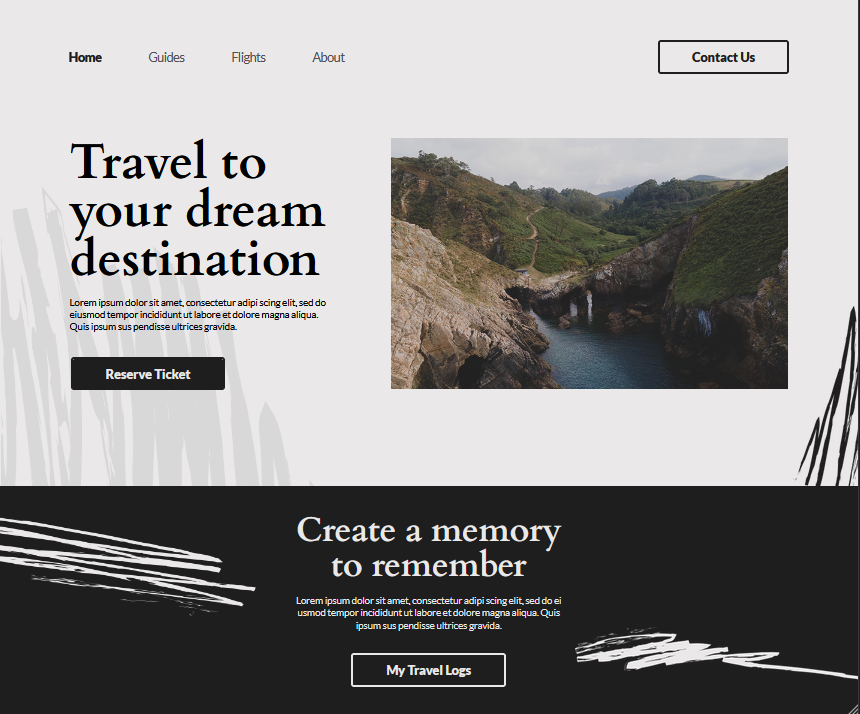 Home Guides Flights About Contact Us
Travel to
your dream
destination
Lorem ipsum dolor sit amet, consectetur adipi scing elit, sed do
eiusmod tempor incididunt ut labore et dolore magna aliqua.
Quis ipsum sus pendisse ultrices gravida.
Reserve Ticket
Create a memory
to remember
Lorem ipsum dolor sit amet, consectetur adipi scing elit, sed do ei
usmod tempor incididunt ut labore et dolore magna aliqua. Quis
ipsum sus pendisse ultrices gravida.
My Travel Logs